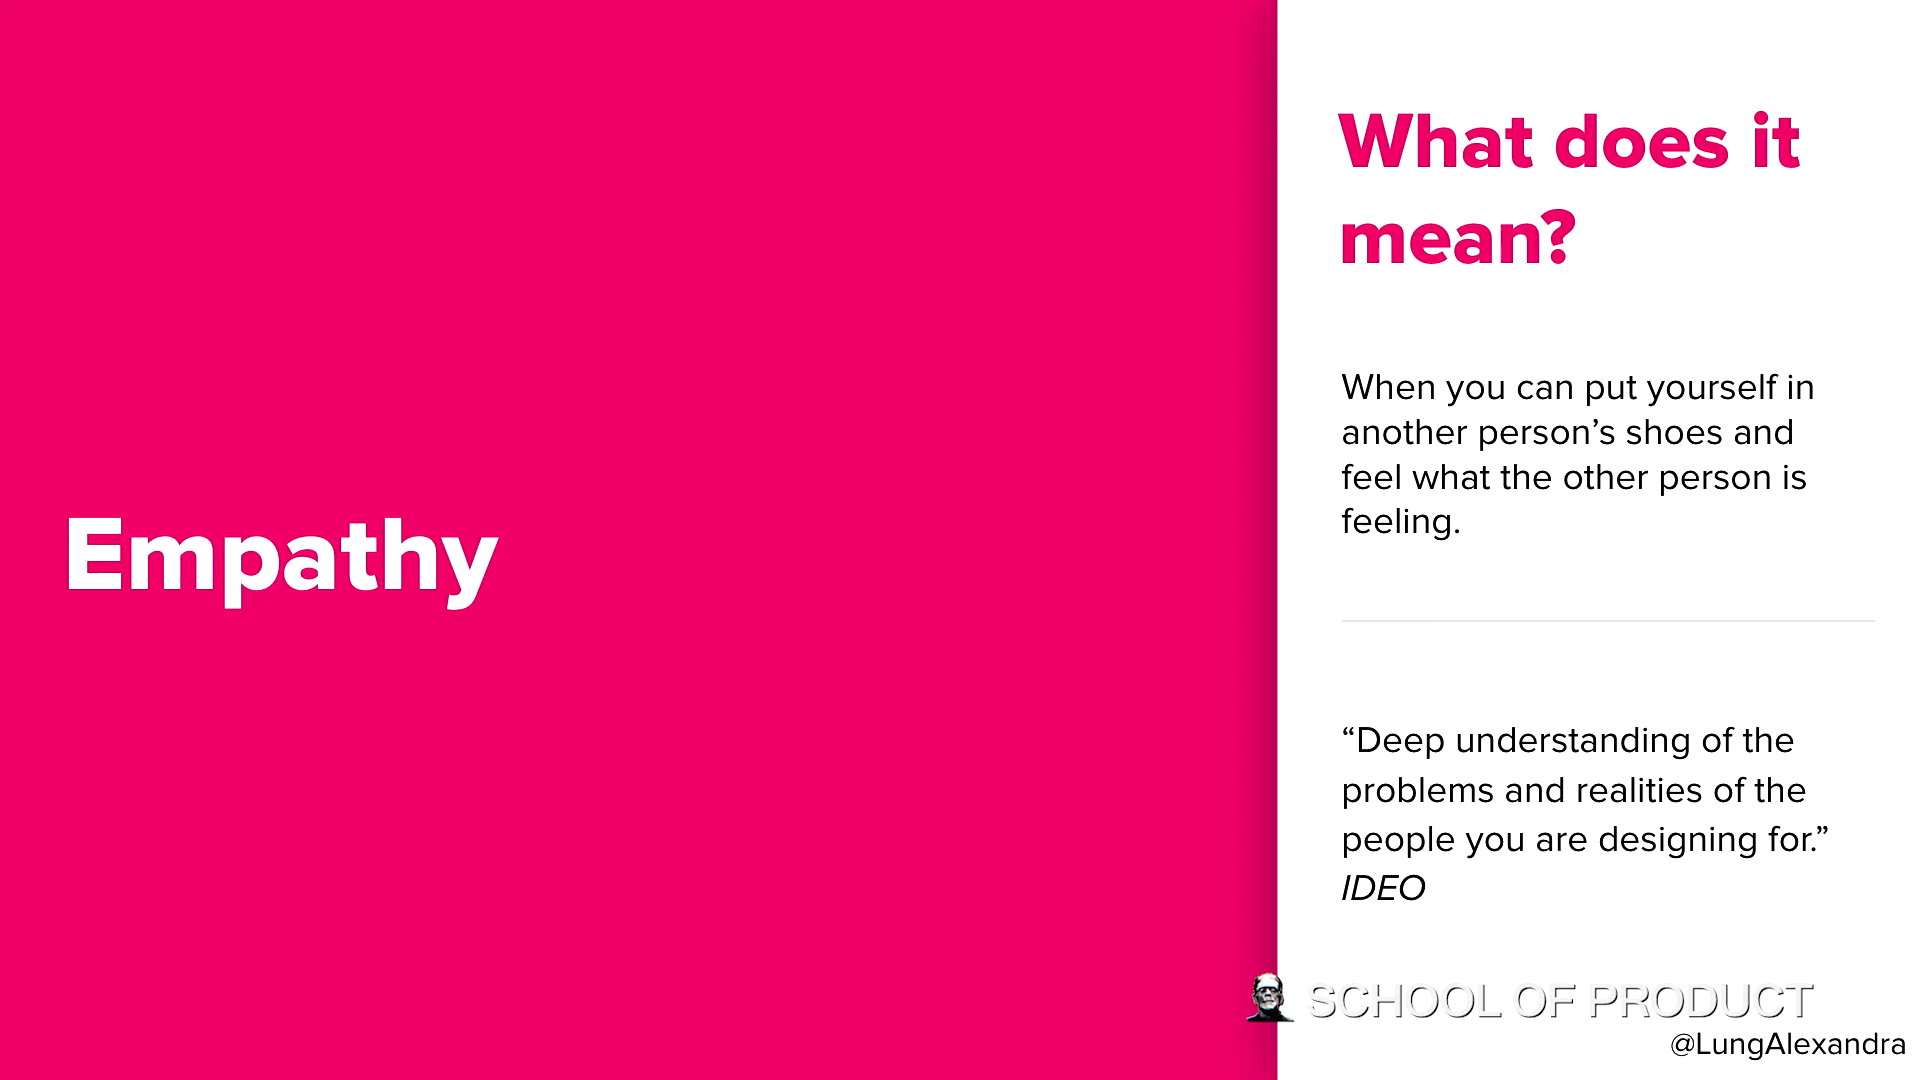 Empathy
What does it
mean?
When you can put yourself in
another person’s shoes and
feel what the other person is
feeling.
“Deep understanding of the
problems and realities of the
people you are designing for.”
IDEO
SCHOOL OF PRODUCT
@LungAlexandra